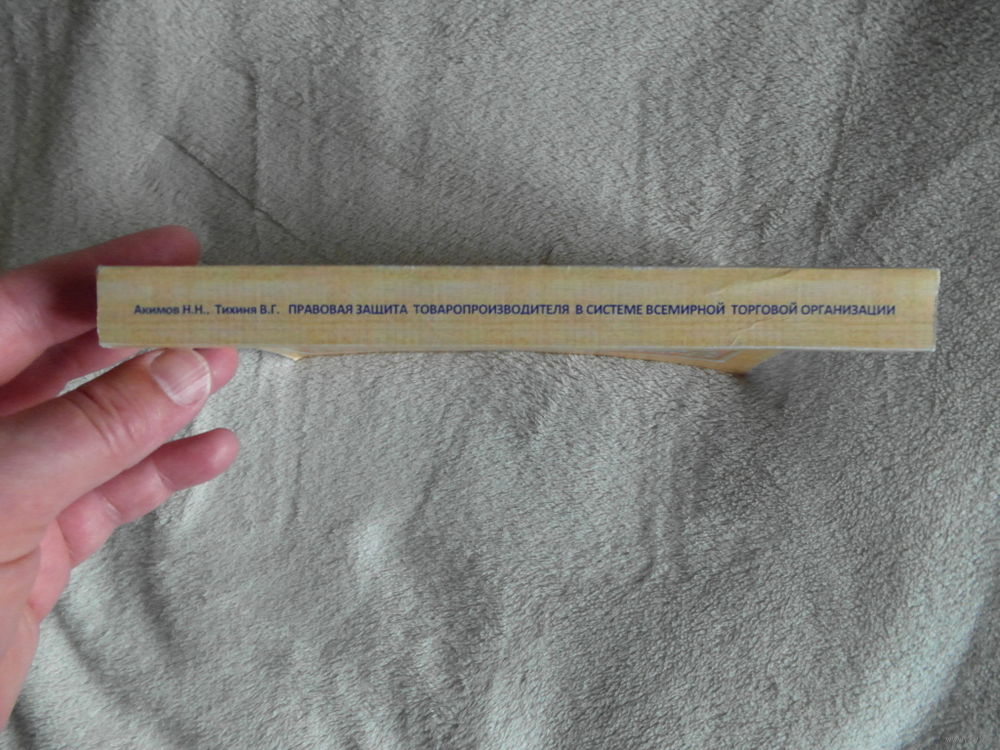 Акимов Н.Н., Тихиня В.Г. ПРАВОВАЯ ЗАЩИТА ТОВАРОПРОИЗВОДИТЕЛЯ В СИСТЕМЕ ВСЕМИРНОЙ ТОРГОВОЙ ОРГАНИЗАЦИИ